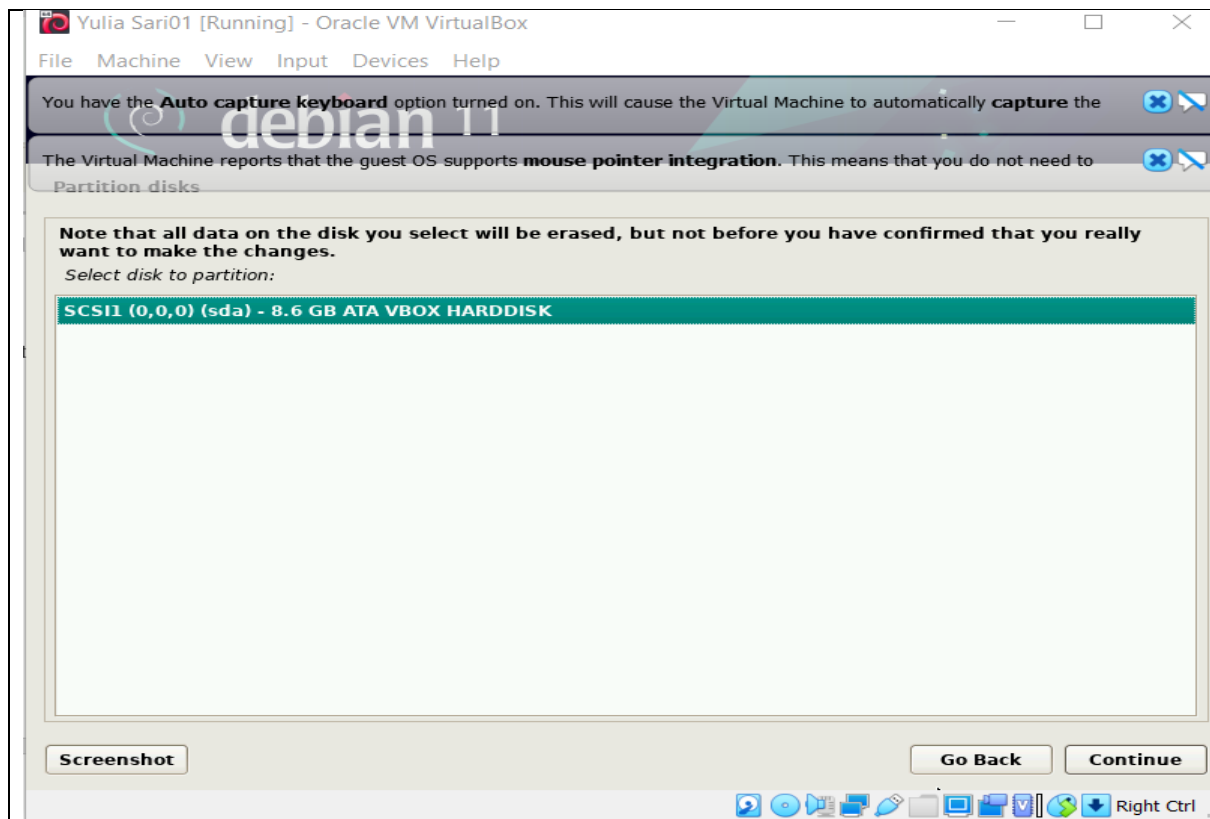 Yulia Sari01 [Running] - Oracle VM VirtualBox
File Machine View Input Devices Help
You have the Auto capture keyboard option turned on. This will cause the Virtual Machine to automatically capture the
debian 11
The Virtual Machine reports that the guest OS supports mouse pointer integration. This means that you do not need to
Partition disks
Note that all data on the disk you select will be erased, but not before you have confirmed that you really
want to make the changes.
Select disk to partition:
SCSI1 (0,0,0) (sda) - 8.6 GB ATA VBOX HARDDISK
Screenshot Go Back Continue
Right Ctrl